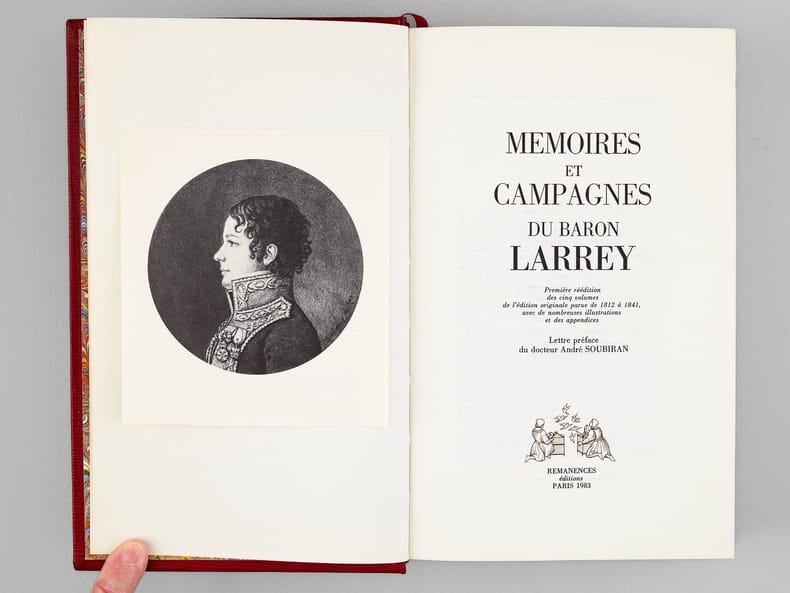 MEMOIRES
ET
CAMPAGNES
DU BARON
LARREY
Première réédition
des cinq volumes
de l'édition originale parue de 1812 à 1841,
avec de nombreuses illustrations
et des appendices
Lettre préface
du docteur André SOUBIRAN
REMANENCES
éditions
PARIS 1983